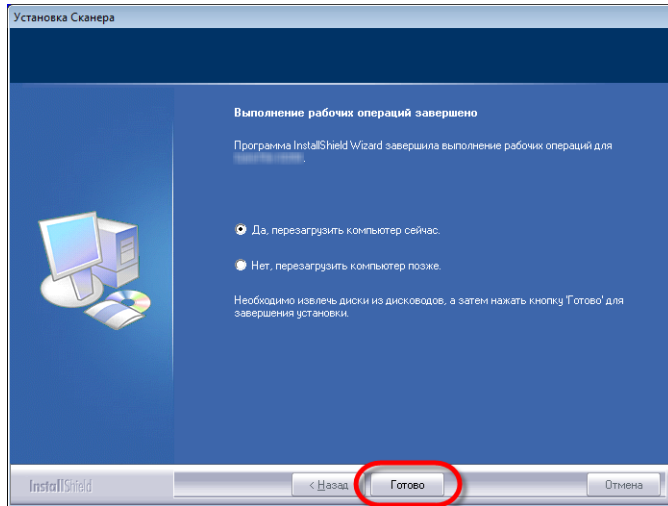 Установка Сканера
Выполнение рабочих операций завершено
Программа InstallShield Wizard завершила выполнение рабочих операций для
.
Да, перезагрузить компьютер сейчас.
Нет, перезагрузить компьютер позже.
Необходимо извлечь диски из дисководов, а затем нажать кнопку 'Готово' для
завершения установки.
InstallShield
< Назад
Готово
Отмена